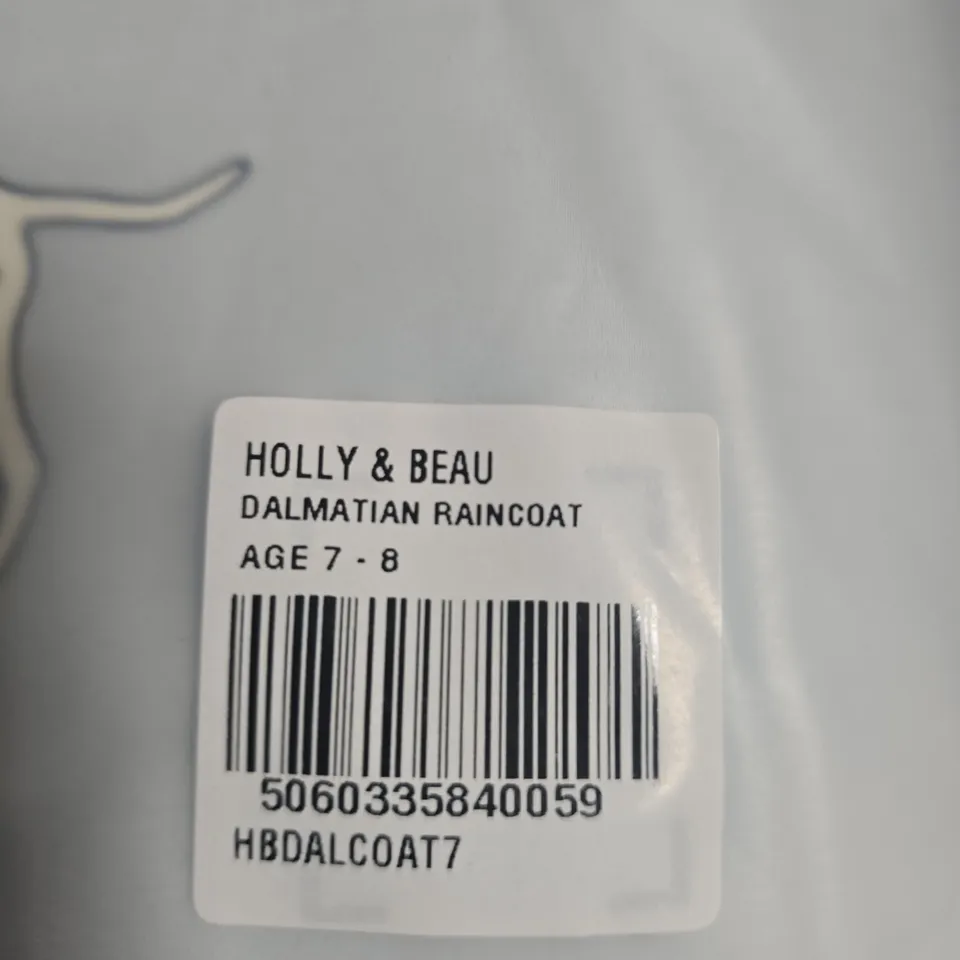 HOLLY & BEAU
DALMATIAN RAINCOAT
AGE 7 - 8
5060335840059
HBDALCOAT7